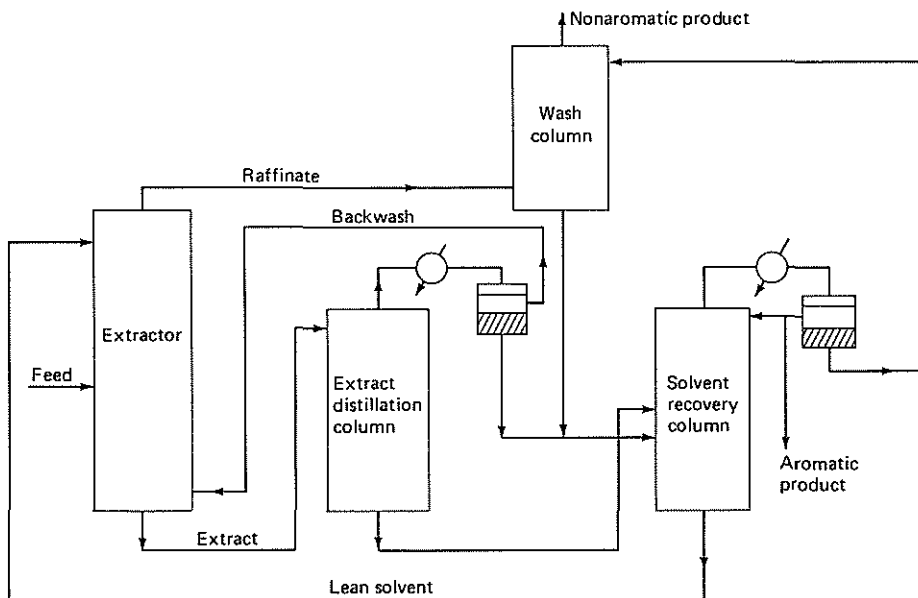 Nonaromatic product
Wash
column
Raffinate
Backwash
Extractor
Feed
Extract
distillation
column
Solvent
recovery
column
Aromatic
product
Extract
Lean solvent